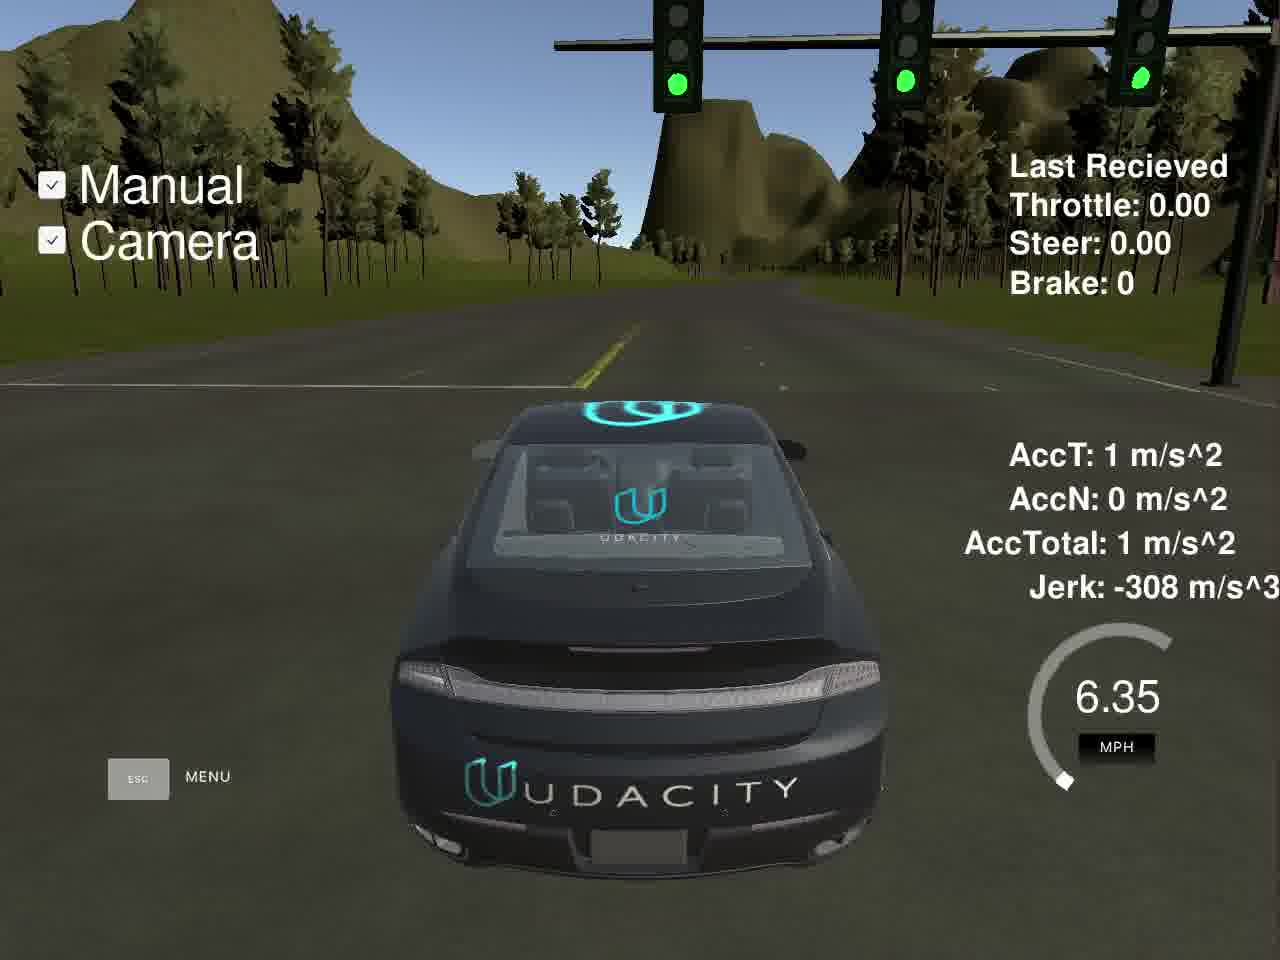 Manual
Camera
Last Recieved
Throttle: 0.00
Steer: 0.00
Brake: 0
AccT: 1 m/s^2
AccN: 0 m/s^2
AccTotal: 1 m/s^2
Jerk: -308 m/s^3
6.35
MPH
UDACITY
ESC
MENU
UDACITY